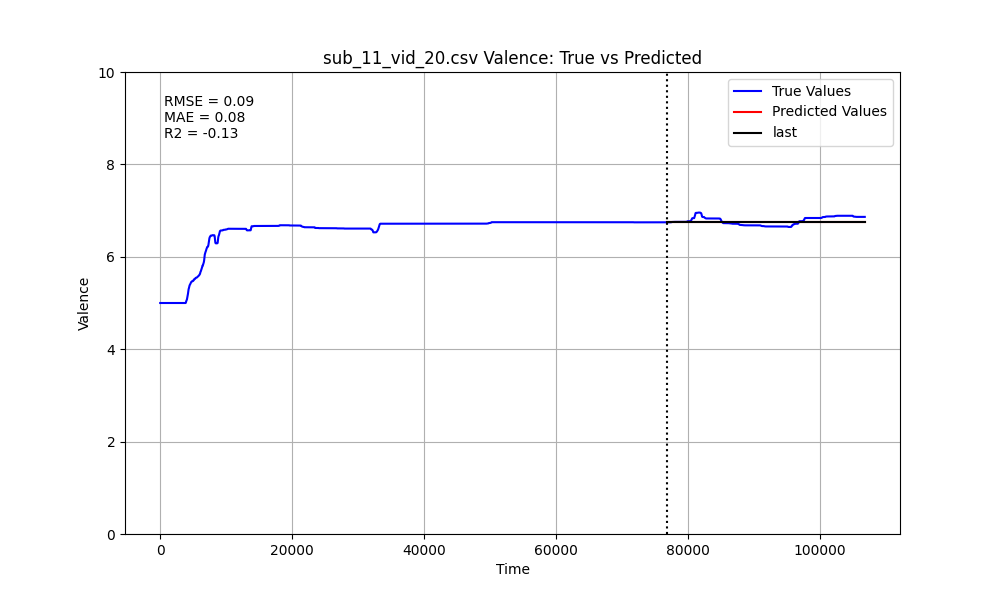 sub_11_vid_20.csv Valence: True vs Predicted
10
8
6
4
2
0
Valence
RMSE = 0.09
MAE = 0.08
R2 = -0.13
True Values
Predicted Values
last
0
20000
40000
60000
80000
100000
Time